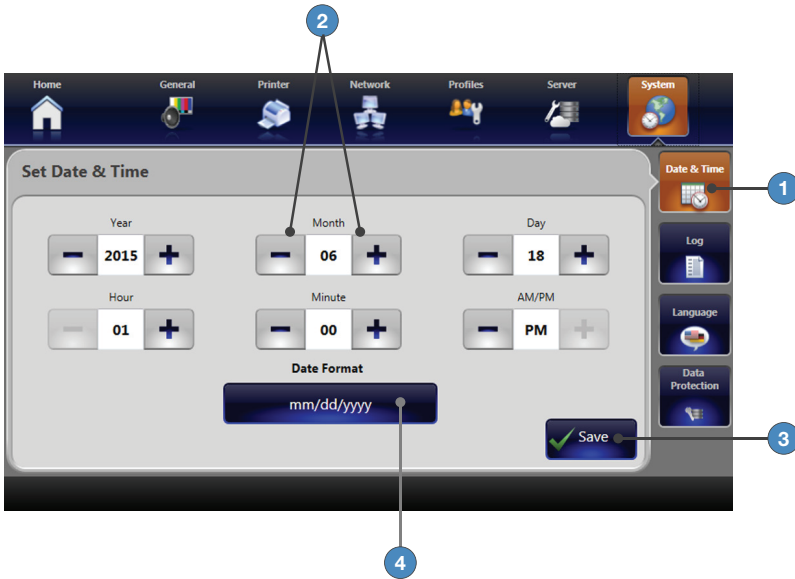 2
Home General Printer Network Profiles Server System
Set Date & Time
Date & Time
1
Year Month Day
2015 06 18
Log
Hour Minute AM/PM
01 00 PM
Language
Date Format
mm/dd/yyyy
Data
Protection
Save
3
4